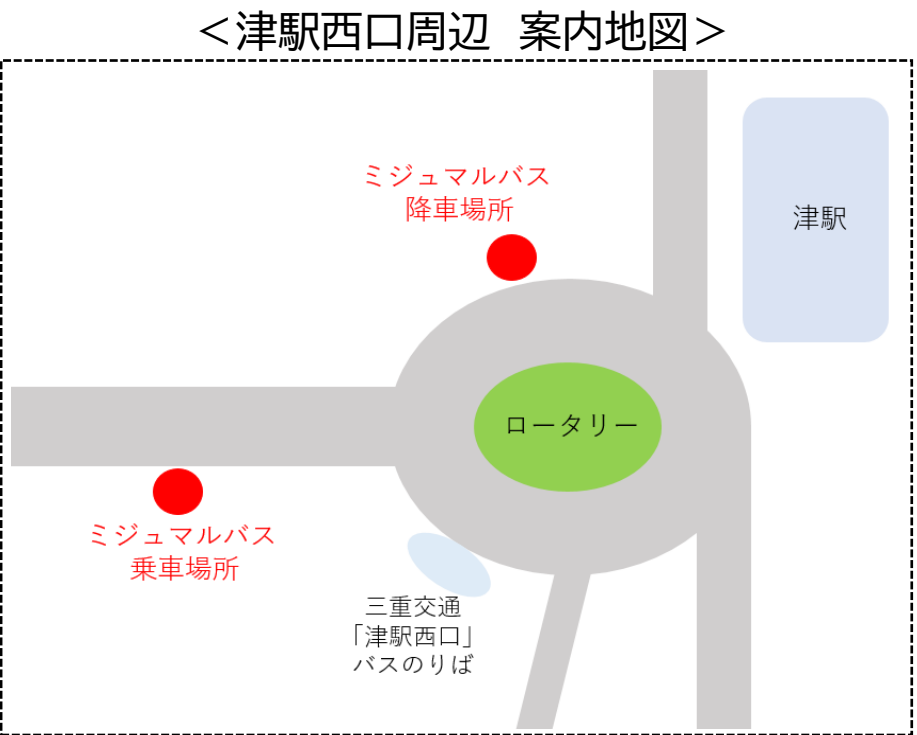 ＜津駅西口周辺 案内地図＞
ミジュマルバス
降車場所
津駅
ロータリー
ミジュマルバス
乗車場所
三重交通
「津駅西口」
バスのりば